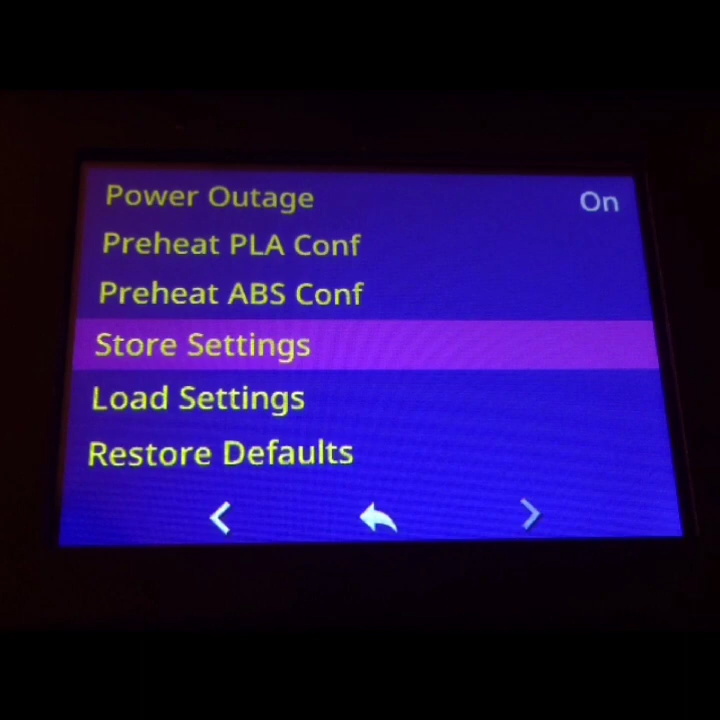 Power Outage On
Preheat PLA Conf
Preheat ABS Conf
Store Settings
Load Settings
Restore Defaults